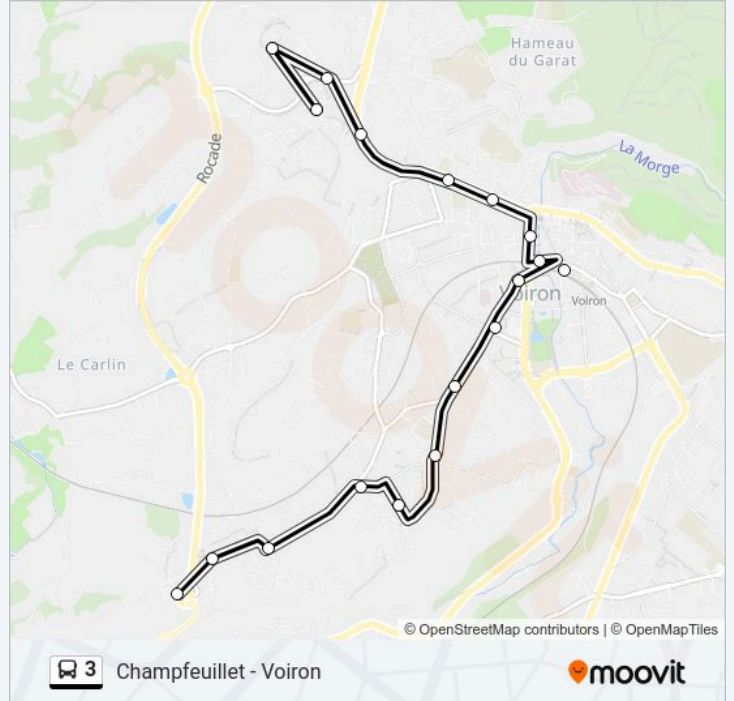 Hameau
du Garat
La Morge
Rocade
Voiron
Voiron
Le Carlin
© OpenStreetMap contributors | © OpenMapTiles
3 Champfeuillet - Voiron
moovit